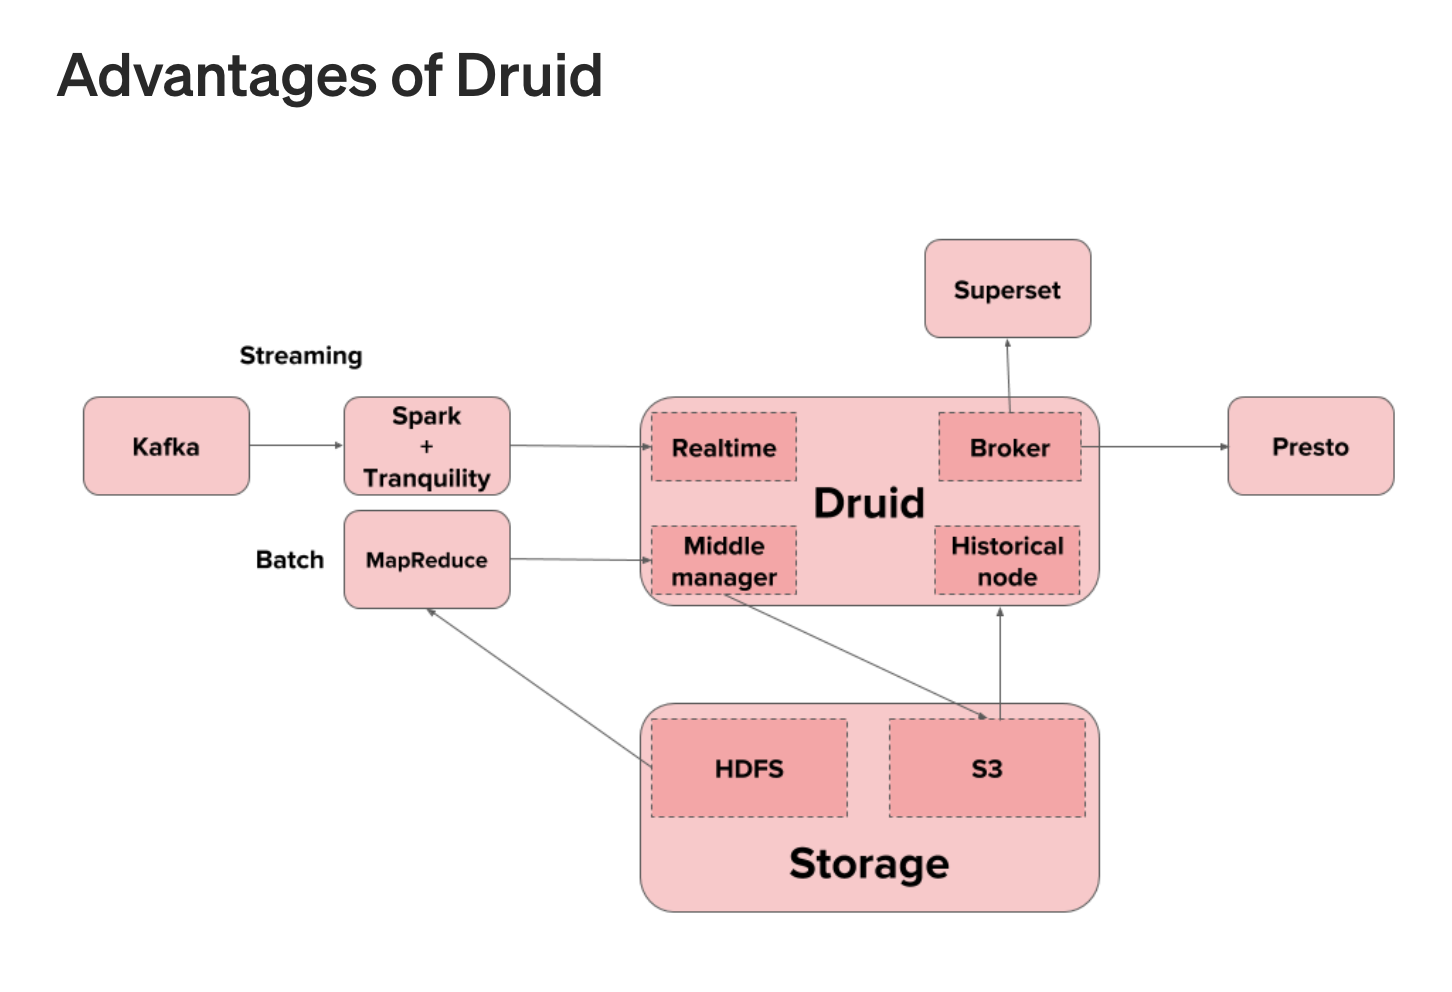 Advantages of Druid
Superset
Streaming
Kafka
Spark
+
Tranquility
Realtime
Broker
Presto
Druid
Batch
MapReduce
Middle
manager
Historical
node
HDFS
S3
Storage